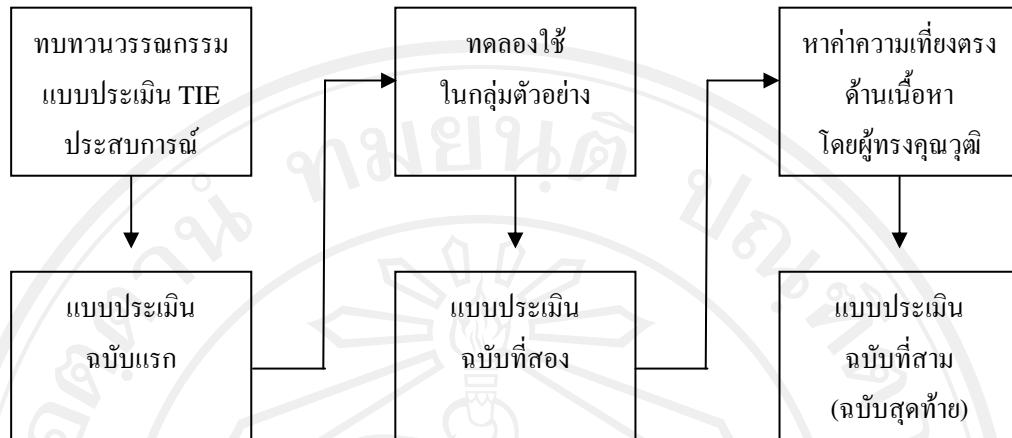 ทบทวนวรรณกรรม
แบบประเมิน TIE
ประสบการณ์
แบบประเมิน
ฉบับแรก
ทดลองใช้
ในกลุ่มตัวอย่าง
แบบประเมิน
ฉบับที่สอง
หาค่าความเที่ยงตรง
ด้านเนื้อหา
โดยผู้ทรงคุณวุฒิ
แบบประเมิน
ฉบับที่สาม
(ฉบับสุดท้าย)